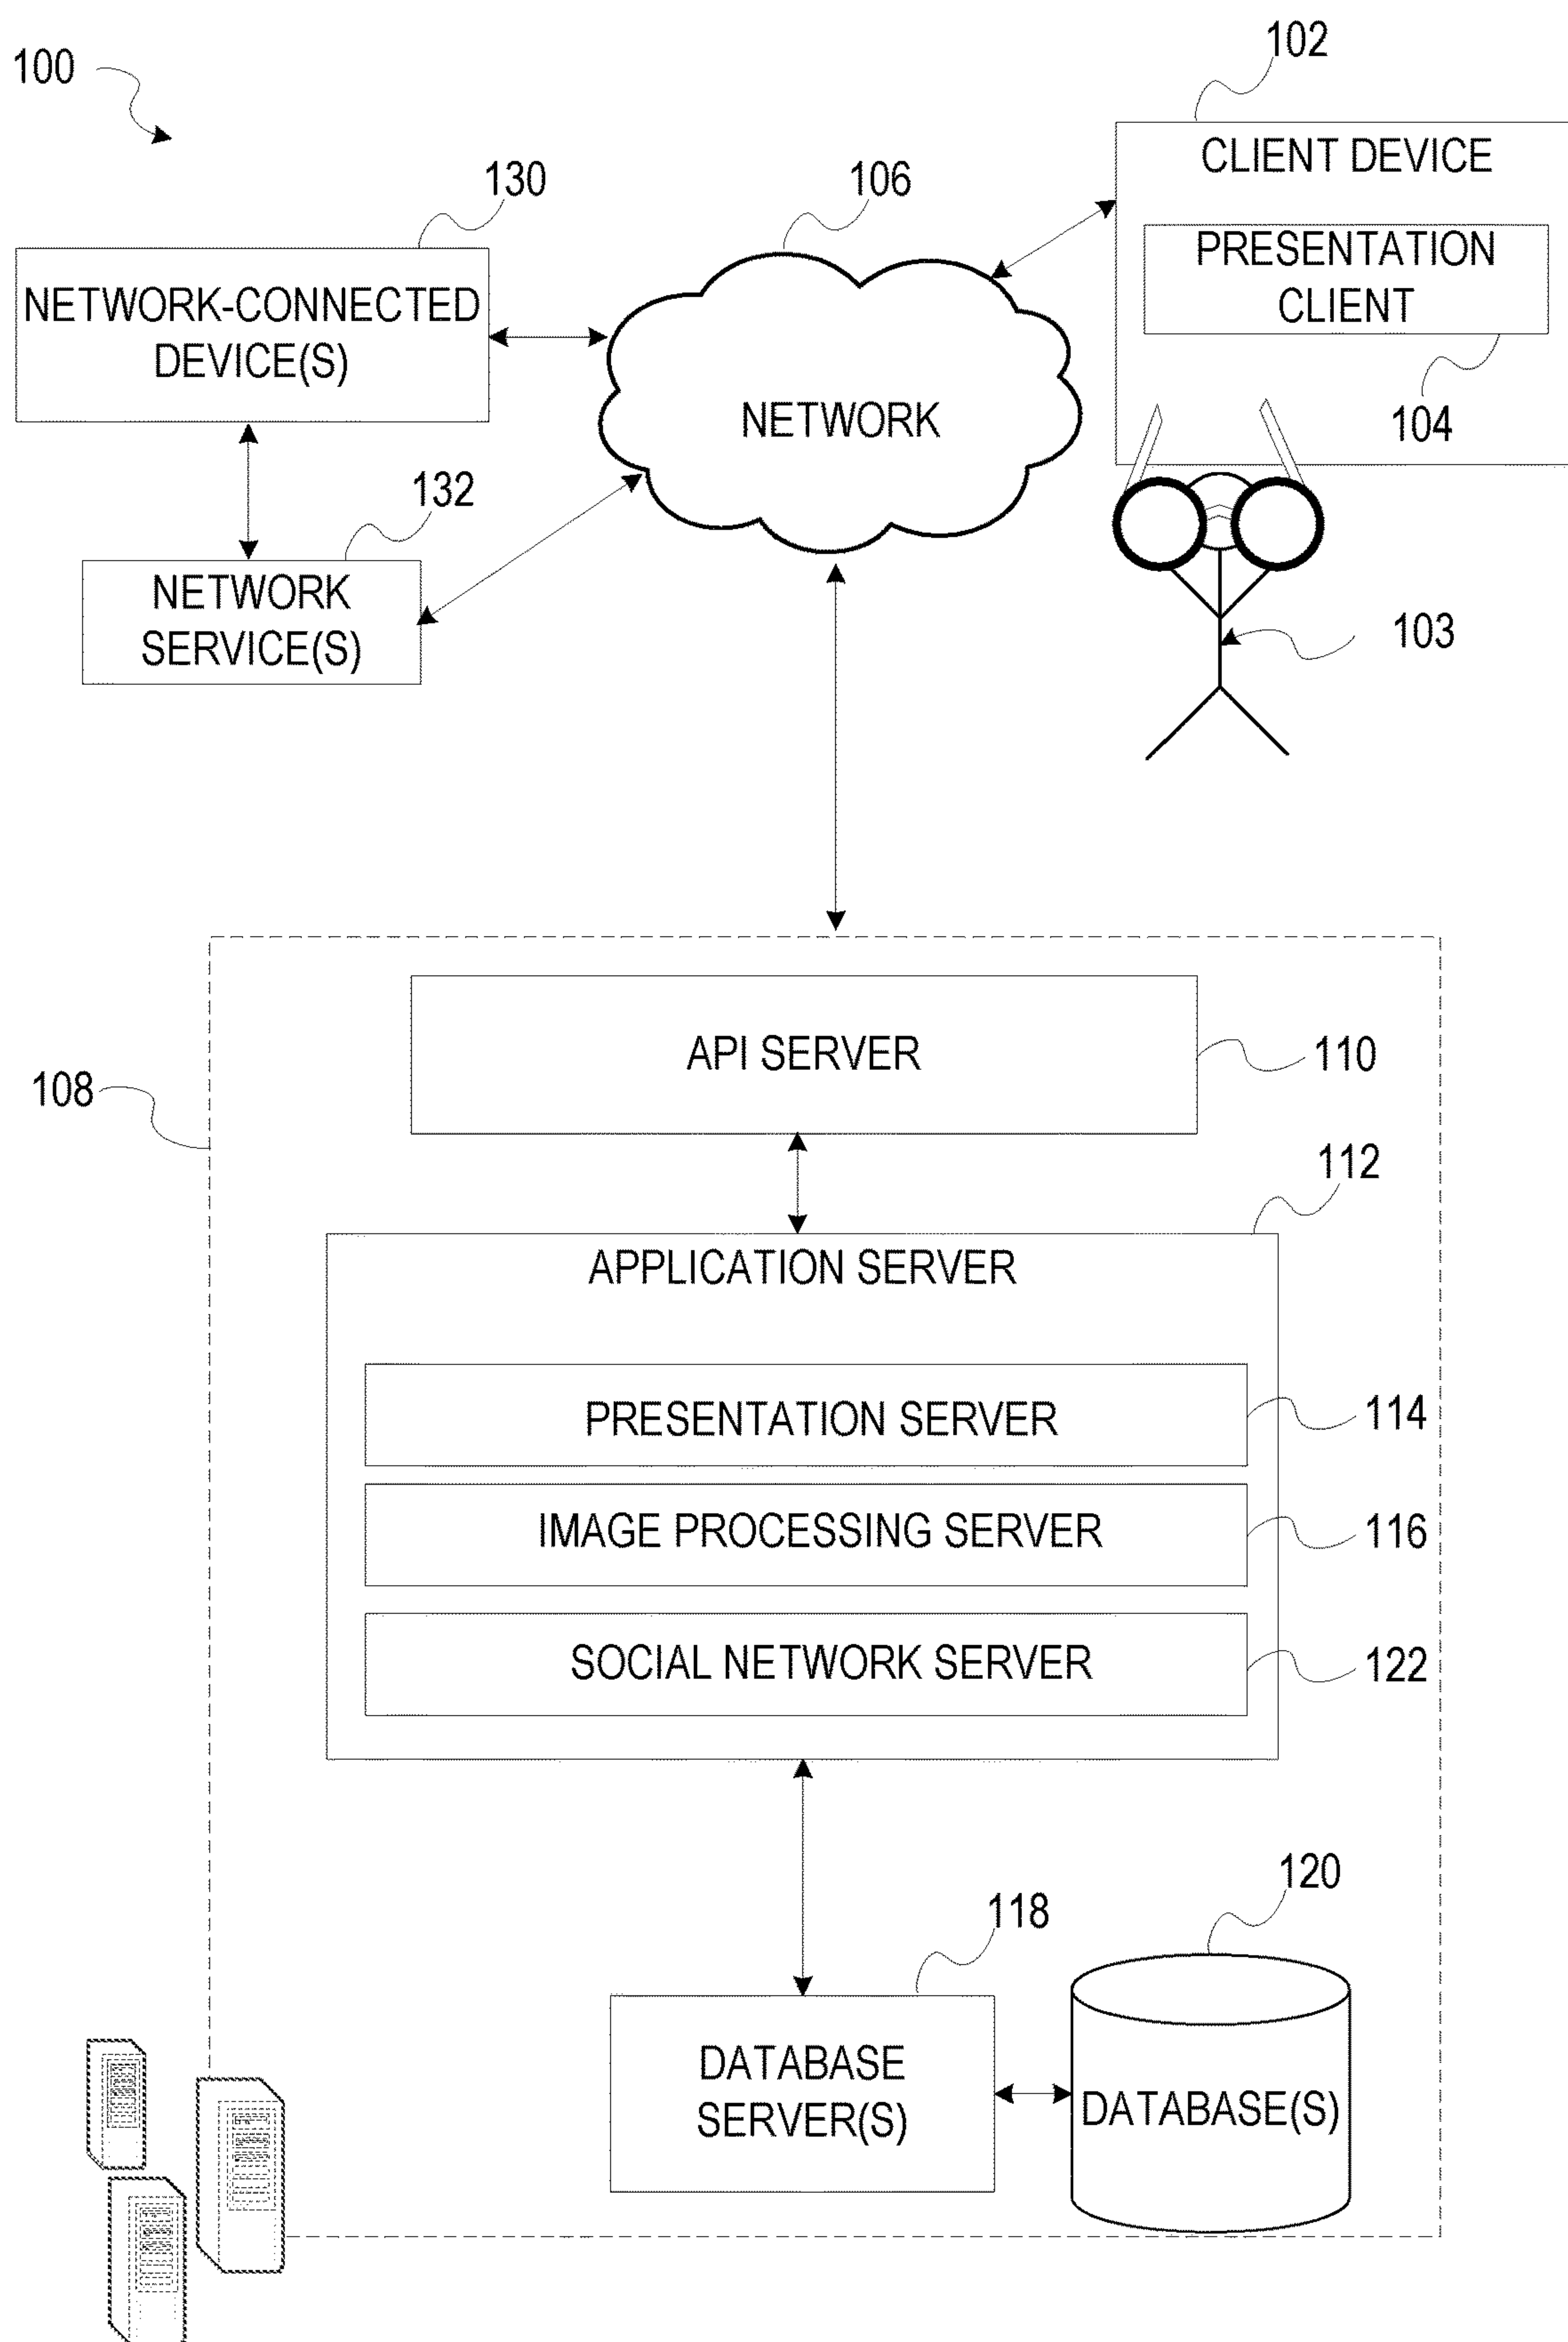 100
102
CLIENT DEVICE
PRESENTATION
CLIENT
104
130
NETWORK-CONNECTED
DEVICE(S)
106
NETWORK
132
NETWORK
SERVICE(S)
103
108
API SERVER
110
112
APPLICATION SERVER
PRESENTATION SERVER
114
IMAGE PROCESSING SERVER
116
SOCIAL NETWORK SERVER
122
118
120
DATABASE
SERVER(S)
DATABASE(S)